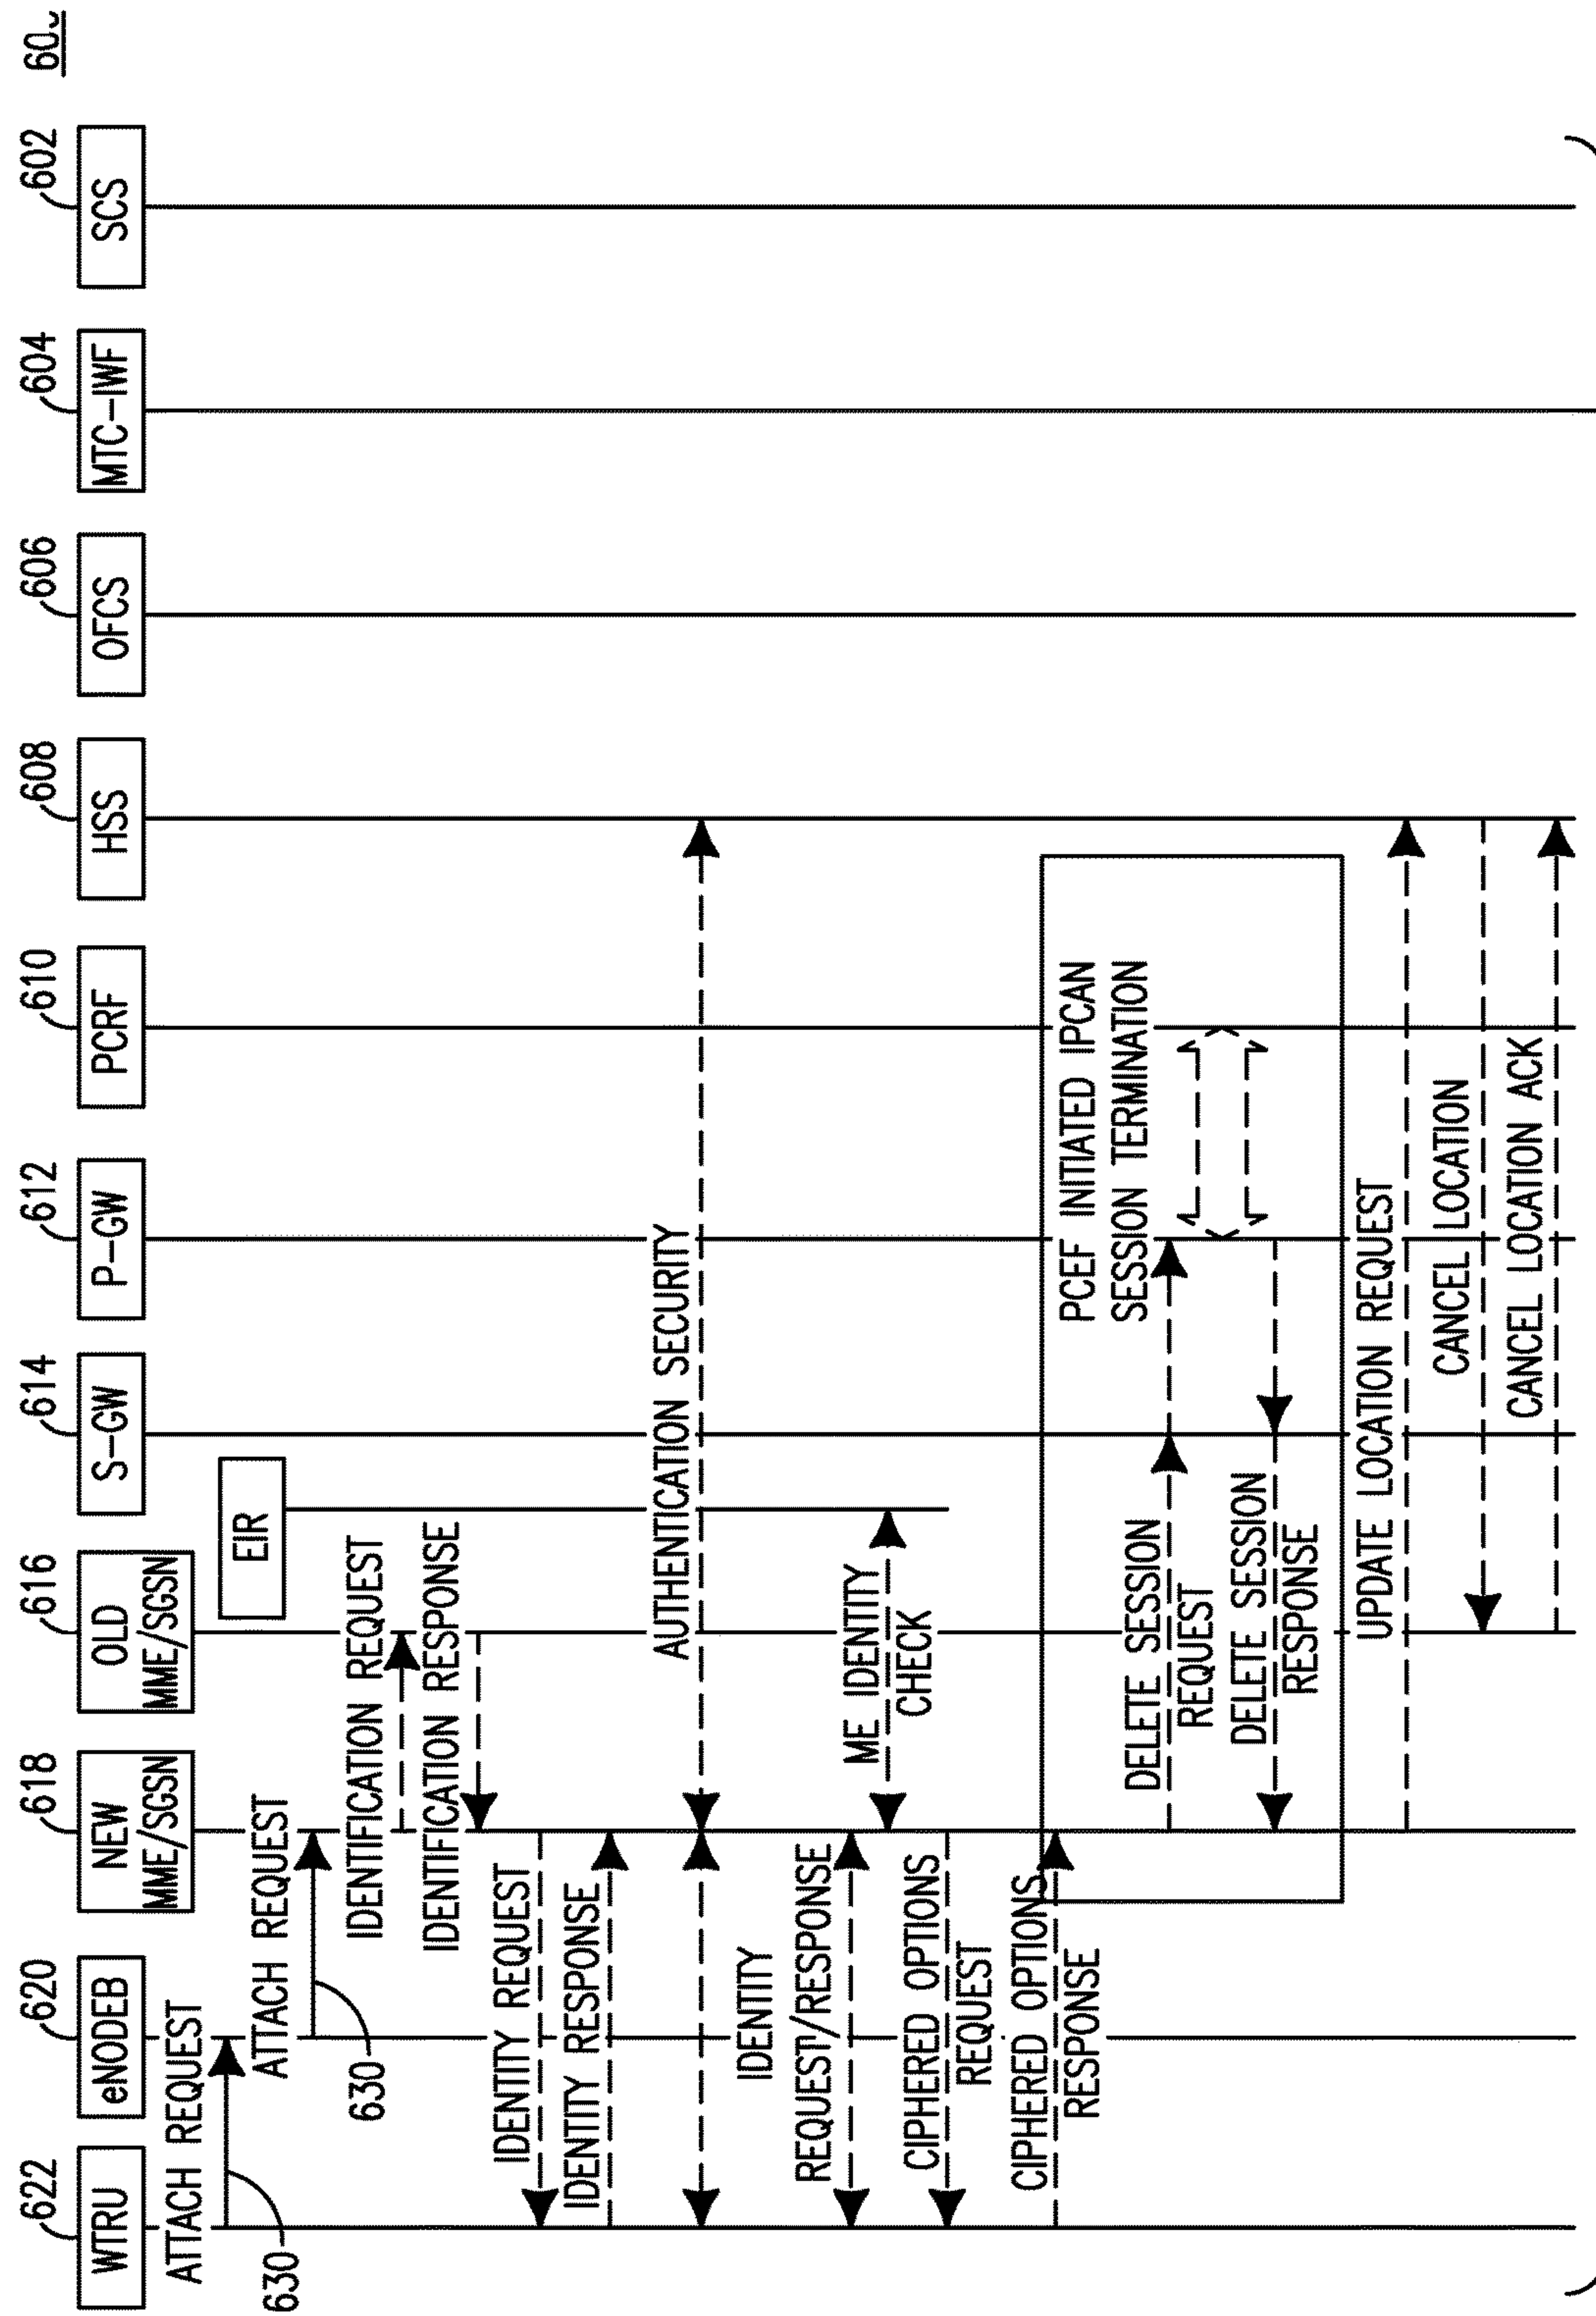 622
620
618
616
614
612
610
608
606
604
602
WTRU
eNODEB
NEW
MME/SGSN
OLD
MME/SGSN
S-GW
P-GW
PCRF
HSS
OFCS
MTC-IWF
SCS
EIR
ATTACH REQUEST
630
ATTACH REQUEST
630
IDENTIFICATION REQUEST
IDENTIFICATION RESPONSE
IDENTITY REQUEST
IDENTITY RESPONSE
AUTHENTICATION SECURITY
IDENTITY
REQUEST/RESPONSE
ME IDENTITY
CHECK
CIPHERED OPTIONS
REQUEST
CIPHERED OPTIONS
RESPONSE
PCEF INITIATED IPCAN
SESSION TERMINATION
DELETE SESSION
REQUEST
DELETE SESSION
RESPONSE
UPDATE LOCATION REQUEST
CANCEL LOCATION
CANCEL LOCATION ACK